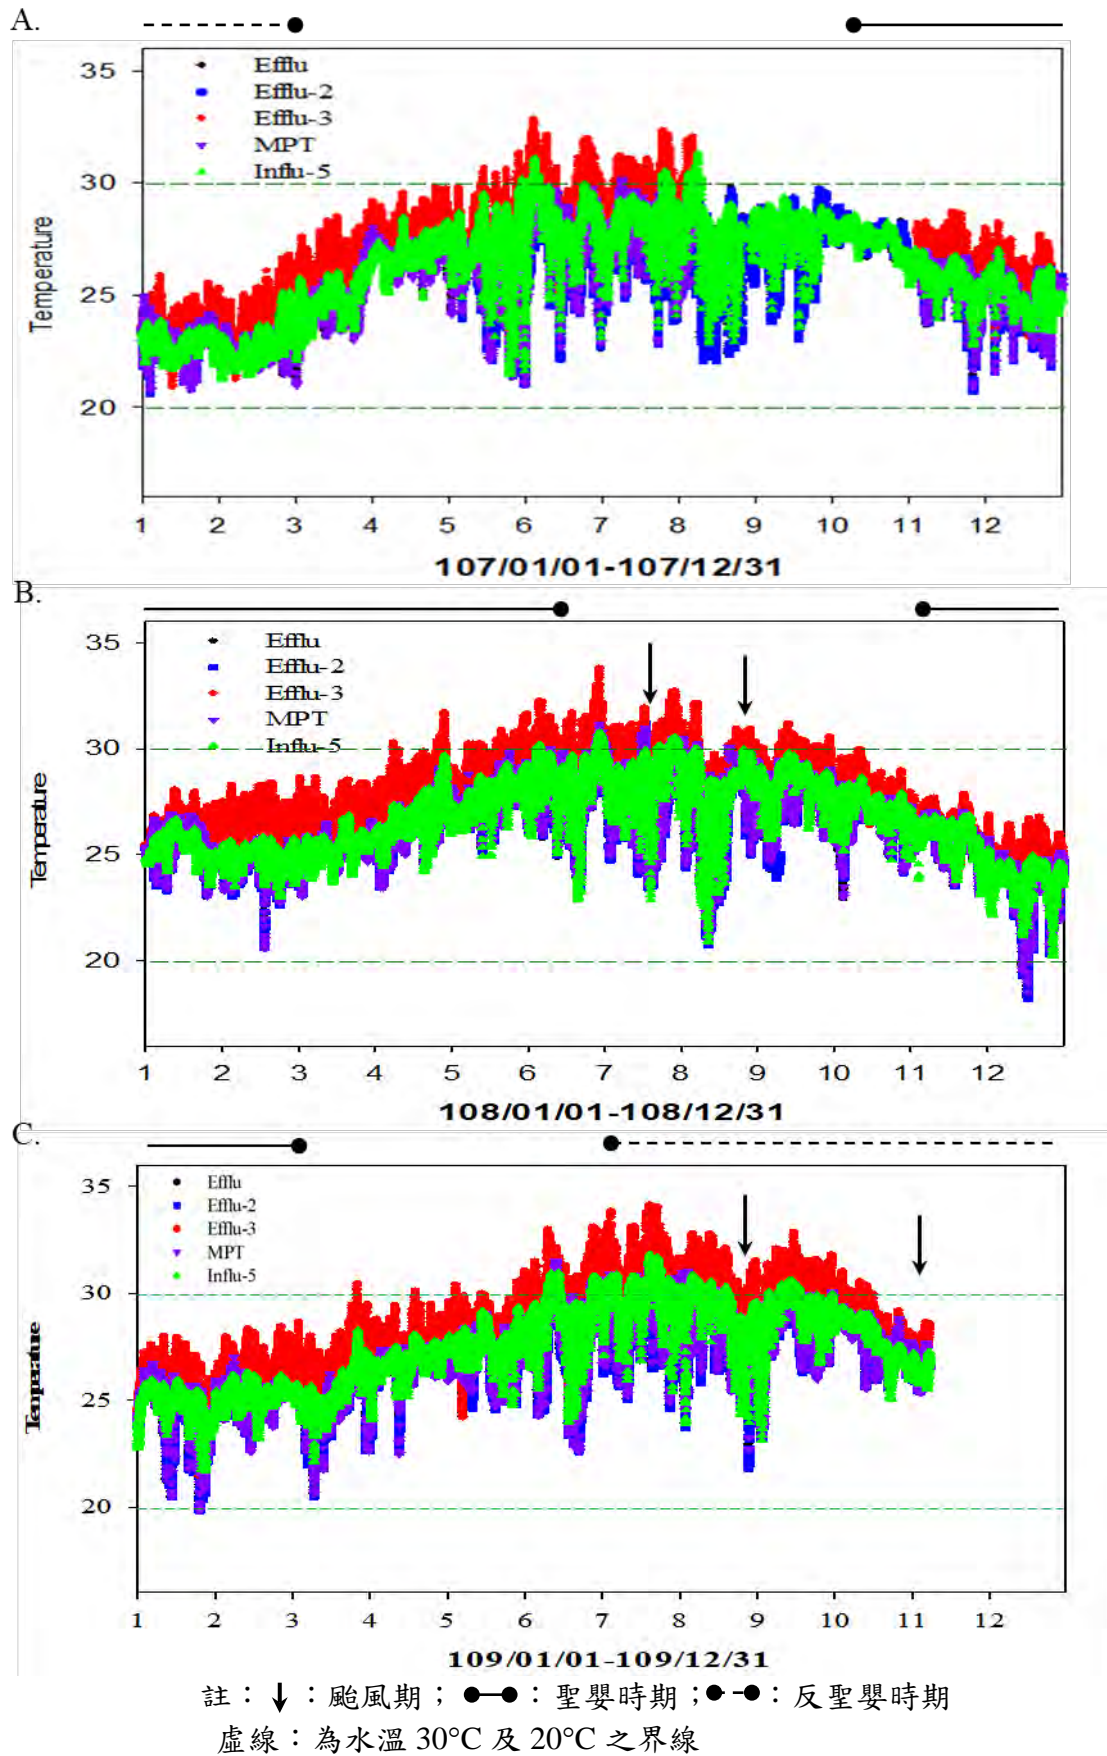 A.
35
30
25
20
Temperature
Efflu
Efflu-2
Efflu-3
MPT
Influ-5
1 2 3 4 5 6 7 8 9 10 11 12
107/01/01-107/12/31
B.
35
30
25
20
Temperature
Efflu
Efflu-2
Efflu-3
MPT
Influ-5
1 2 3 4 5 6 7 8 9 10 11 12
108/01/01-108/12/31
C.
35
30
25
20
Temperature
Efflu
Efflu-2
Efflu-3
MPT
Influ-5
1 2 3 4 5 6 7 8 9 10 11 12
109/01/01-109/12/31
註：↓：颱風期；●─●：聖嬰時期；●--●：反聖嬰時期
虛線：為水溫 30°C 及 20°C 之界線